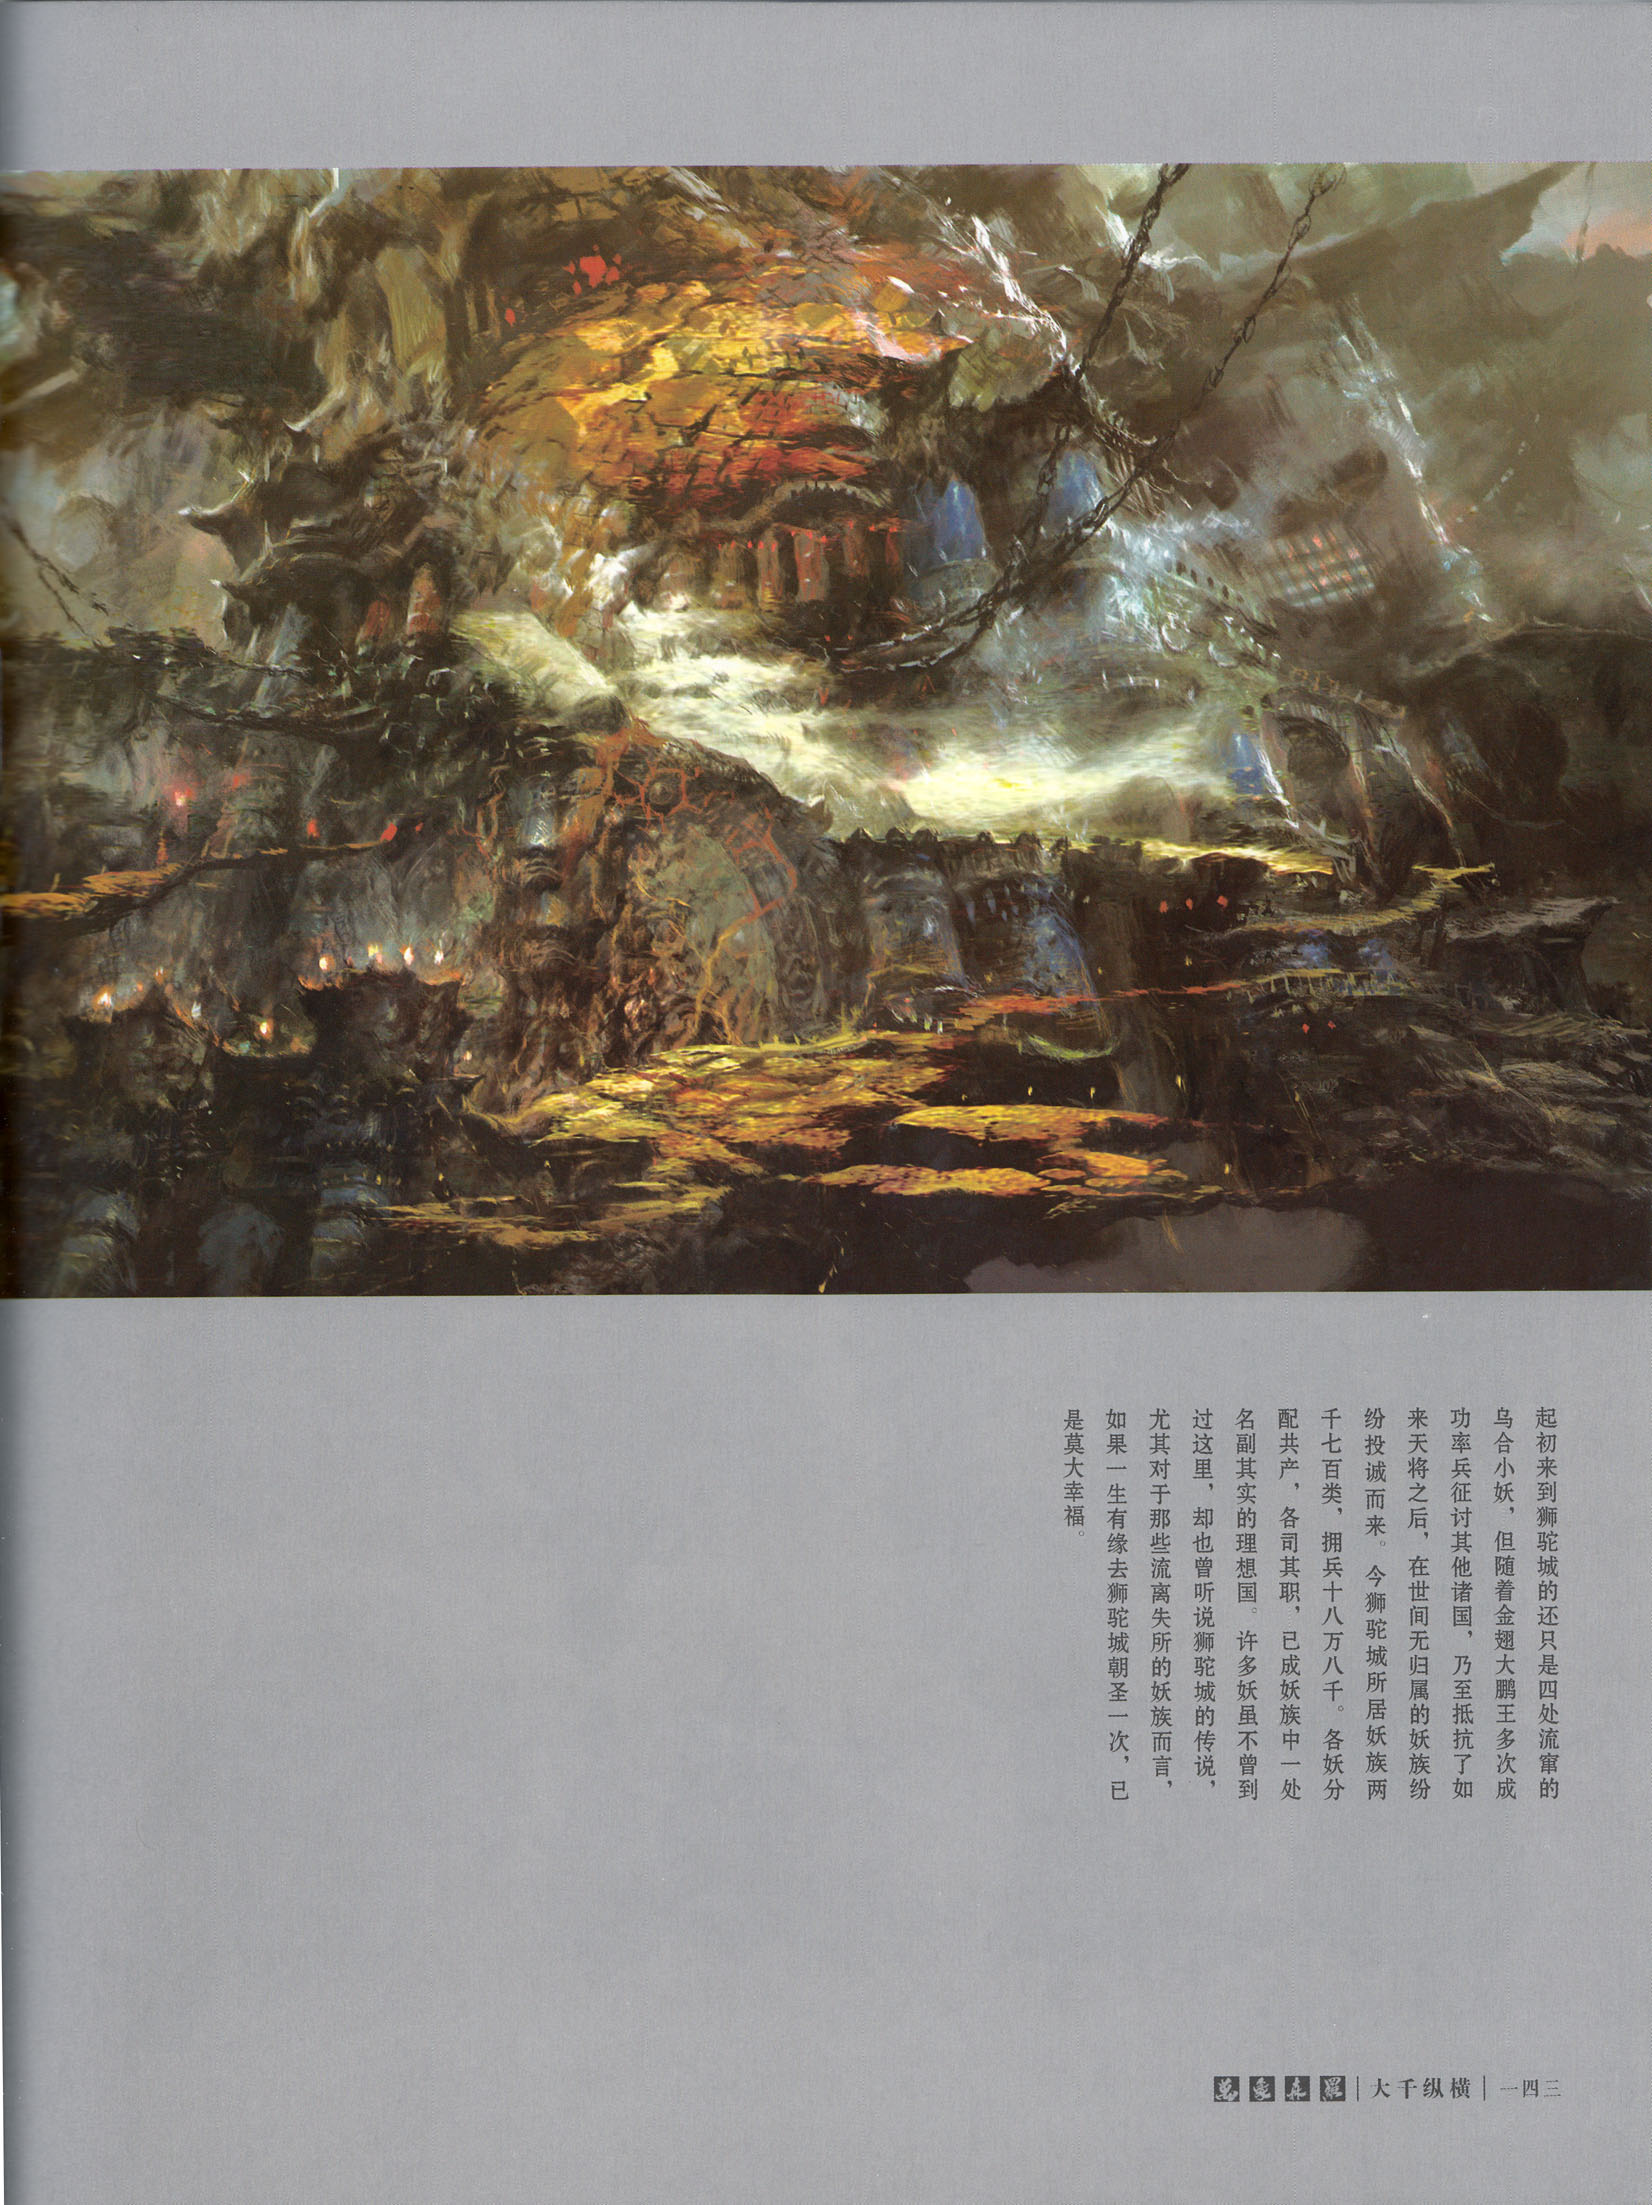 起初来到狮驼城的还只是四处流窜的
乌合小妖，但随着金翅大鹏王多次成
功率兵征讨其他诸国，乃至抵抗了如
来天将之后，在世间无归属的妖族纷
纷投诚而来。今狮驼城所居妖族两
千七百类，拥兵十八万八千。各妖分
配共产，各司其职，已成妖族中一处
名副其实的理想国。许多妖虽不曾到
过这里，却也曾听说狮驼城的传说，
尤其对于那些流离失所的妖族而言，
如果一生有缘去狮驼城朝圣一次，已
是莫大幸福。
萬象森羅｜大千纵横｜一四三